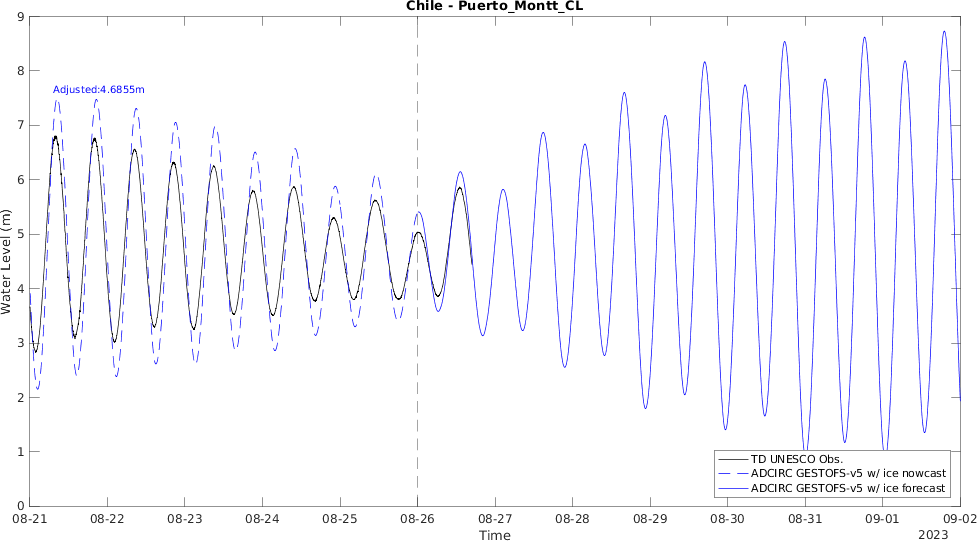 Chile - Puerto_Montt_CL
9
8
Adjusted:4.6855m
7
6
5
4
3
2
1
0
Water Level (m)
TD UNESCO Obs.
ADCIRC GESTOFS-v5 w/ ice nowcast
ADCIRC GESTOFS-v5 w/ ice forecast
08-21 08-22 08-23 08-24 08-25 08-26 08-27 08-28 08-29 08-30 08-31 09-01 09-02
Time
2023